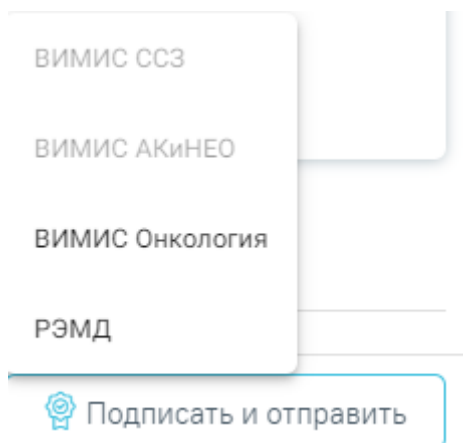 ВИМИС ССЗ
ВИМИС АКиНЕО
ВИМИС Онкология
РЭМД
Подписать и отправить